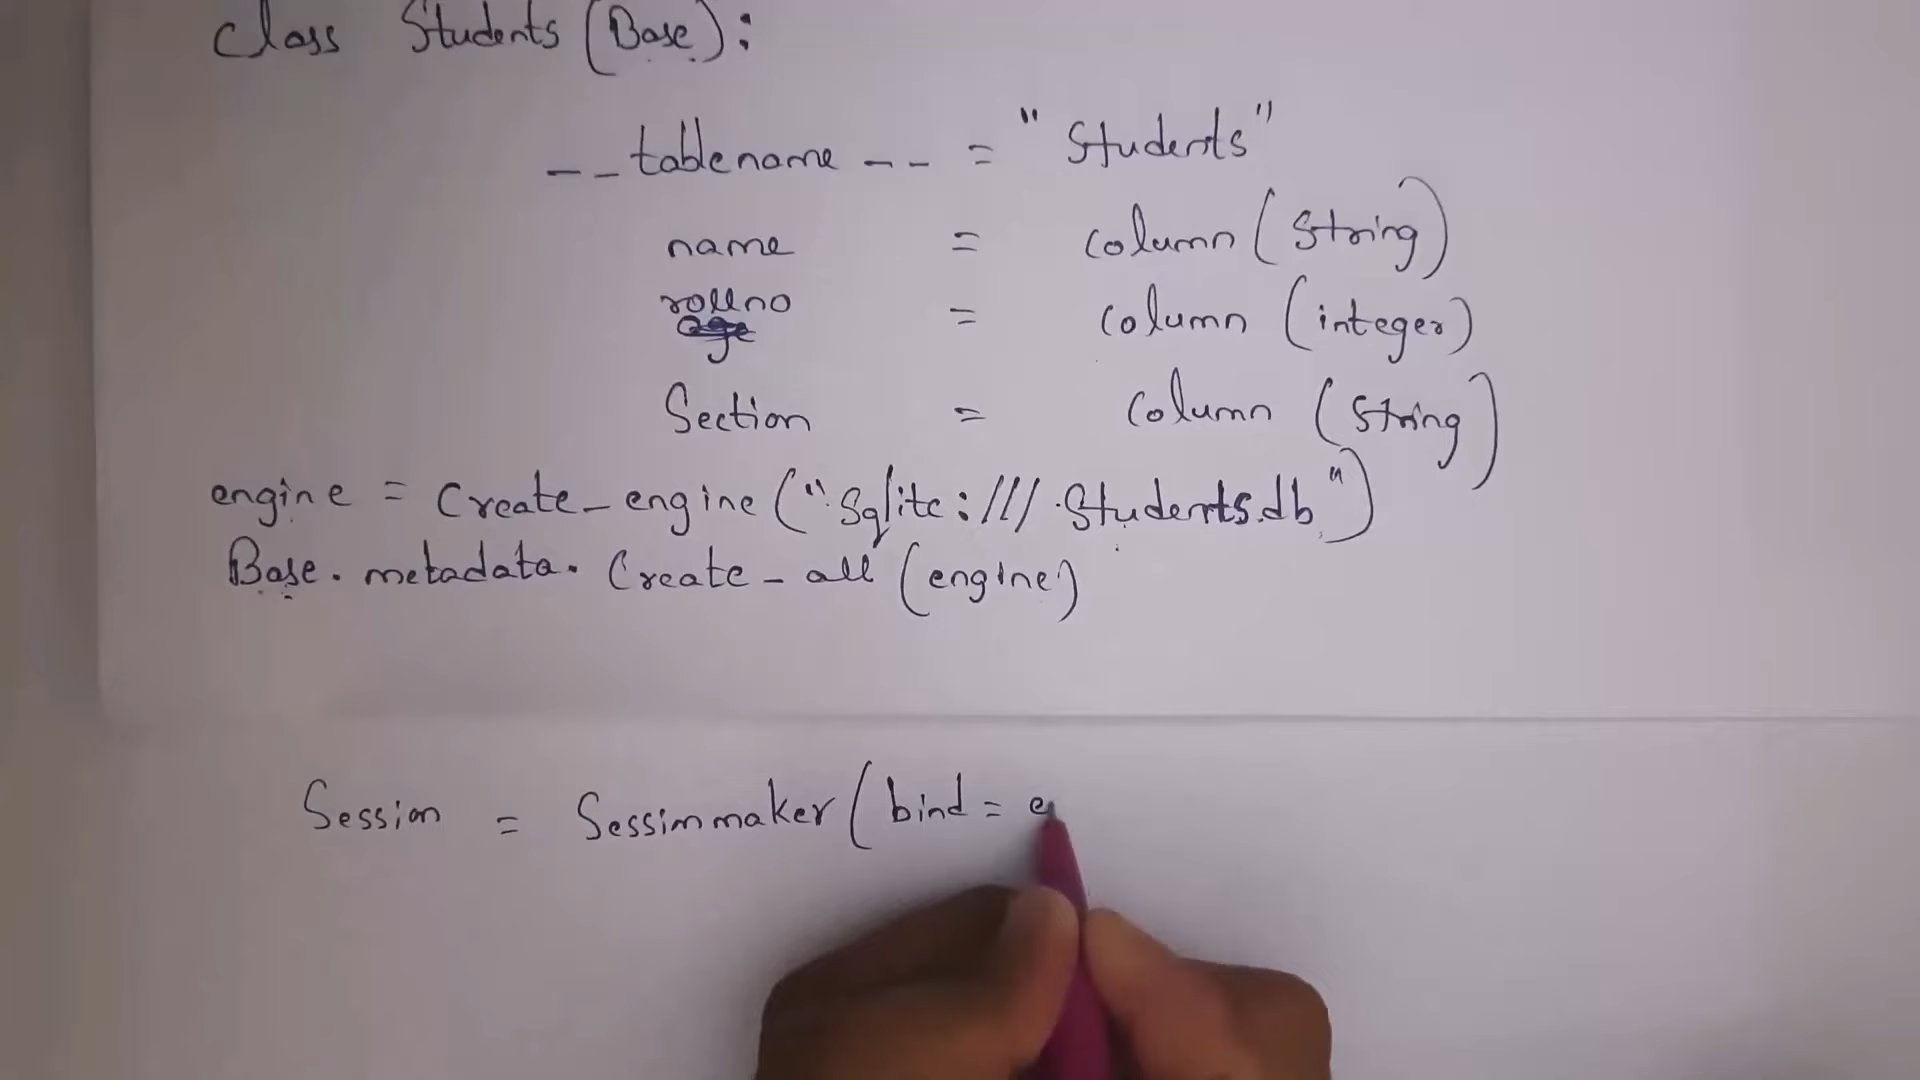 Class Students (Base):
__tablename__ = "Students"
name = Column (String)
rollno = Column (integer)
Section = Column (String)
engine = Create_engine ("Sqlite:///Students.db")
Base.metadata.Create_all (engine)
Session = Sessionmaker (bind = e